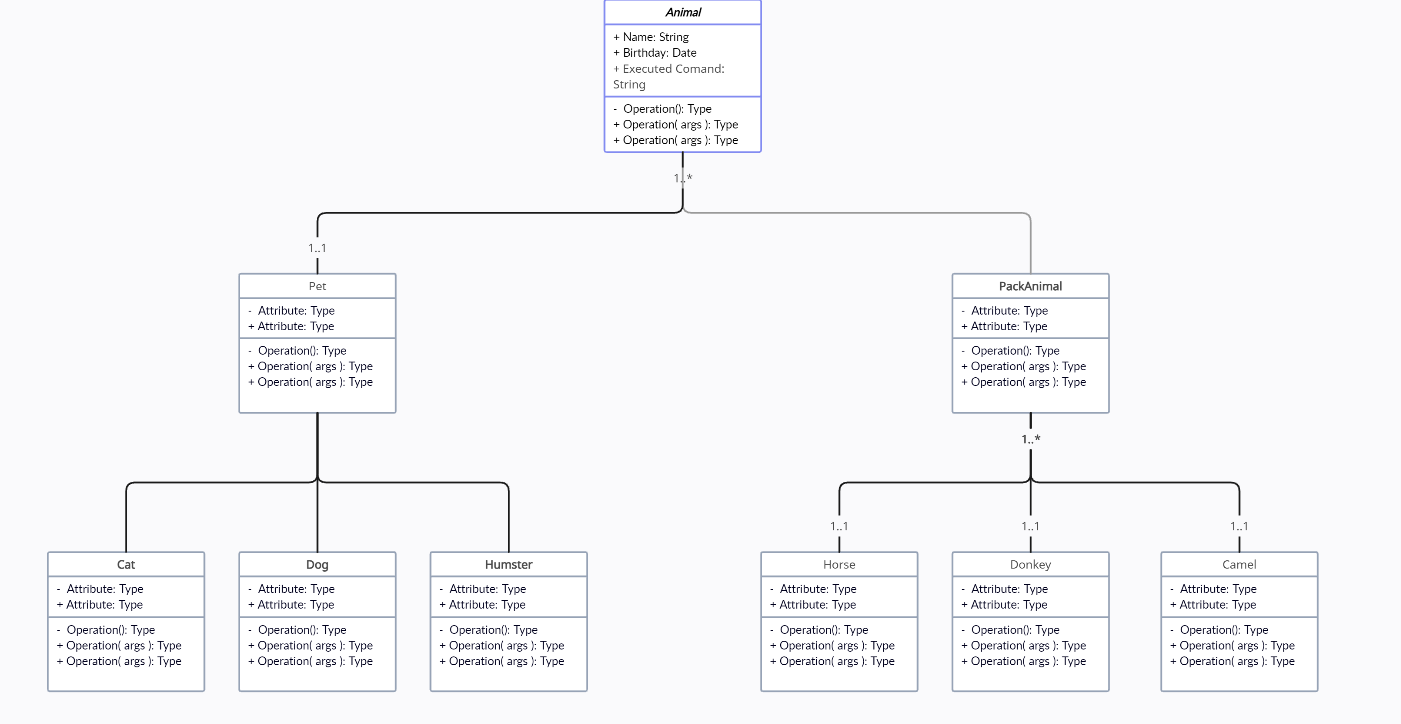 Animal
+ Name: String
+ Birthday: Date
+ Executed Comand:
String
- Operation(): Type
+ Operation( args ): Type
+ Operation( args ): Type
1..*
1..1
Pet
- Attribute: Type
+ Attribute: Type
- Operation(): Type
+ Operation( args ): Type
+ Operation( args ): Type
PackAnimal
- Attribute: Type
+ Attribute: Type
- Operation(): Type
+ Operation( args ): Type
+ Operation( args ): Type
1..*
1..1
1..1
1..1
Cat
- Attribute: Type
+ Attribute: Type
- Operation(): Type
+ Operation( args ): Type
+ Operation( args ): Type
Dog
- Attribute: Type
+ Attribute: Type
- Operation(): Type
+ Operation( args ): Type
+ Operation( args ): Type
Humster
- Attribute: Type
+ Attribute: Type
- Operation(): Type
+ Operation( args ): Type
+ Operation( args ): Type
Horse
- Attribute: Type
+ Attribute: Type
- Operation(): Type
+ Operation( args ): Type
+ Operation( args ): Type
Donkey
- Attribute: Type
+ Attribute: Type
- Operation(): Type
+ Operation( args ): Type
+ Operation( args ): Type
Camel
- Attribute: Type
+ Attribute: Type
- Operation(): Type
+ Operation( args ): Type
+ Operation( args ): Type